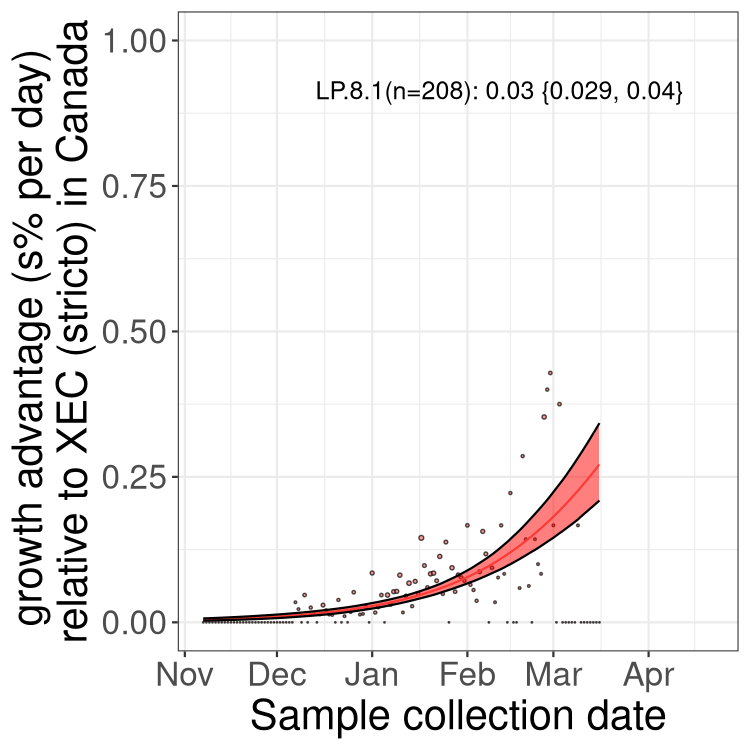 growth advantage (s% per day)
relative to XEC (stricto) in Canada
1.00
LP.8.1(n=208): 0.03 {0.029, 0.04}
0.75
0.50
0.25
0.00
Nov Dec Jan Feb Mar Apr
Sample collection date